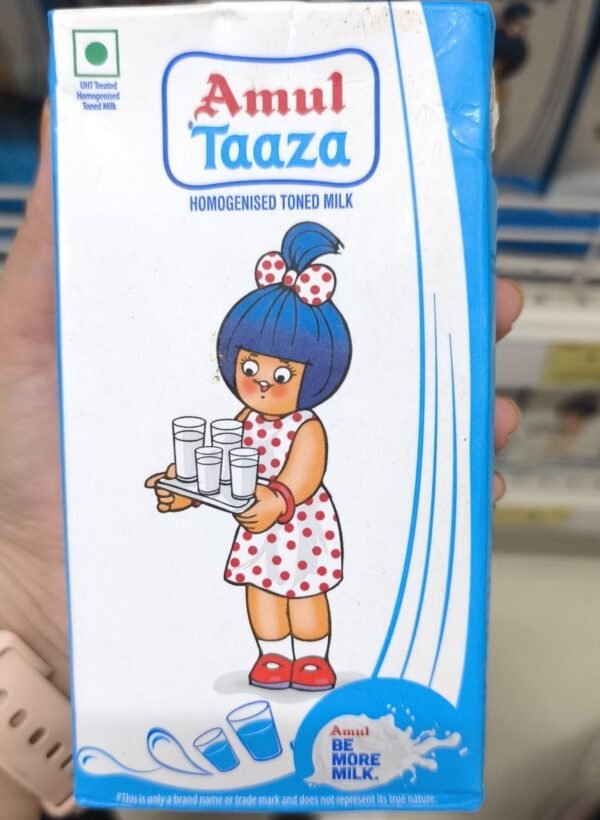 UHT Treated
Homogenised
Toned Milk
Amul
#Taaza
HOMOGENISED TONED MILK
Amul
BE
MORE
MILK.
#This is only a brand name or trade mark and does not represent its true nature.